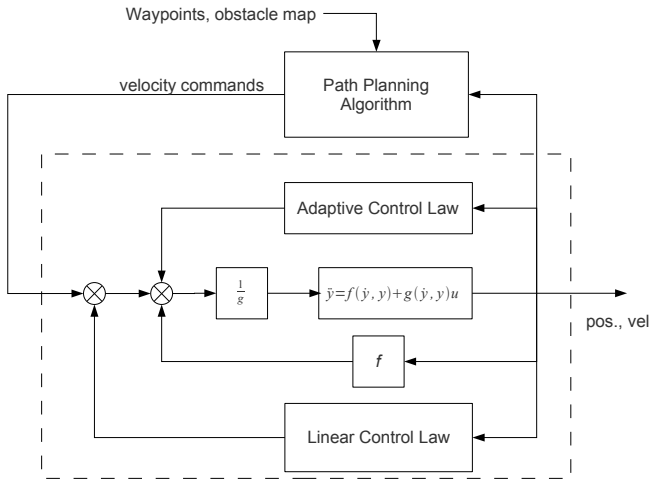 Waypoints, obstacle map
velocity commands
Path Planning
Algorithm
Adaptive Control Law
1/g
ÿ=f(ẏ, y)+g(ẏ, y)u
pos., vel
f
Linear Control Law